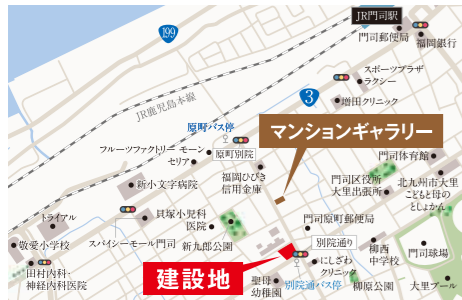 JR門司駅
門司郵便局
福岡銀行
199
スポーツプラザ
ラクシー
JR鹿児島本線
3
増田クリニック
原町バス停
マンションギャラリー
フルーツファクトリー モーン
セリア
原町別院
門司体育館
福岡ひびき
信用金庫
門司区役所
大里出張所
北九州市大里
こどもと母の
としょかん
新小文字病院
トライアル
貝塚小児科
医院
門司原町郵便局
敬愛小学校
スパイシーモール門司
新九郎公園
別院通り
柳西
中学校
門司球場
建設地
にしざわ
クリニック
田村内科・
神経内科医院
聖母
幼稚園
別院通バス停
柳原公園
大里プール